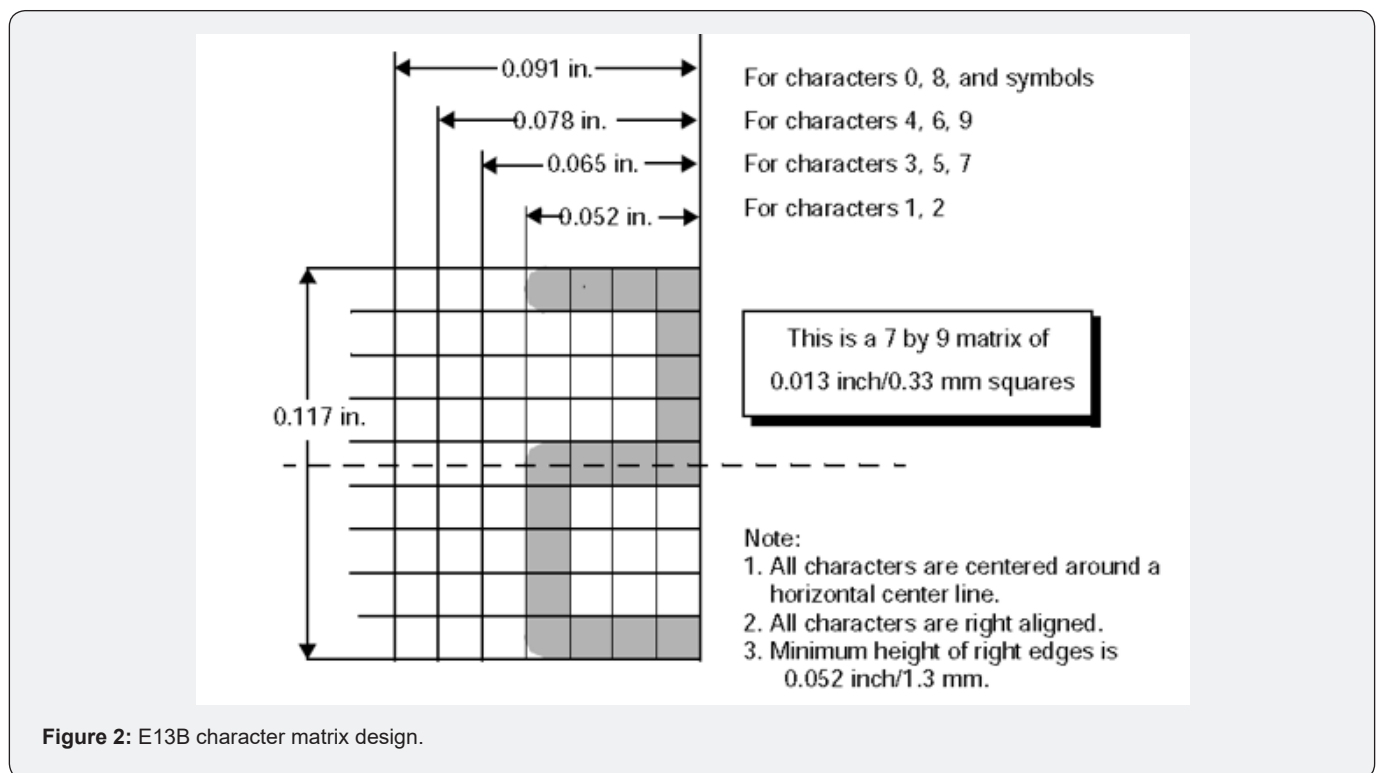 0.091 in.
For characters 0, 8, and symbols
0.078 in.
For characters 4, 6, 9
0.065 in.
For characters 3, 5, 7
0.052 in.
For characters 1, 2
This is a 7 by 9 matrix of
0.013 inch/0.33 mm squares
0.117 in.
Note:
1. All characters are centered around a
horizontal center line.
2. All characters are right aligned.
3. Minimum height of right edges is
0.052 inch/1.3 mm.
Figure 2: E13B character matrix design.